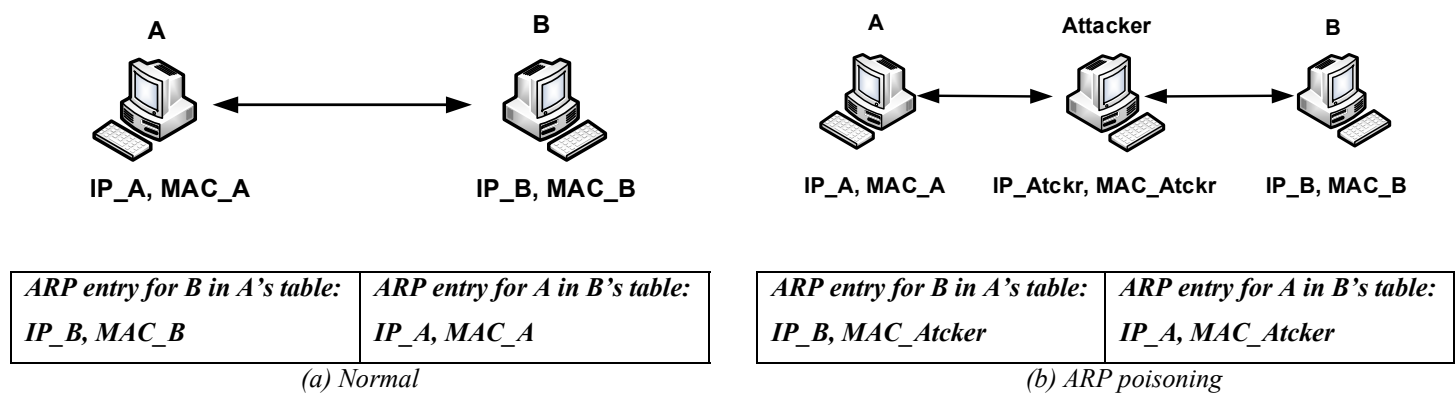 A
B
IP_A, MAC_A
IP_B, MAC_B
ARP entry for B in A's table:
IP_B, MAC_B
ARP entry for A in B's table:
IP_A, MAC_A
(a) Normal
A
Attacker
B
IP_A, MAC_A
IP_Atckr, MAC_Atckr
IP_B, MAC_B
ARP entry for B in A's table:
IP_B, MAC_Atcker
ARP entry for A in B's table:
IP_A, MAC_Atcker
(b) ARP poisoning